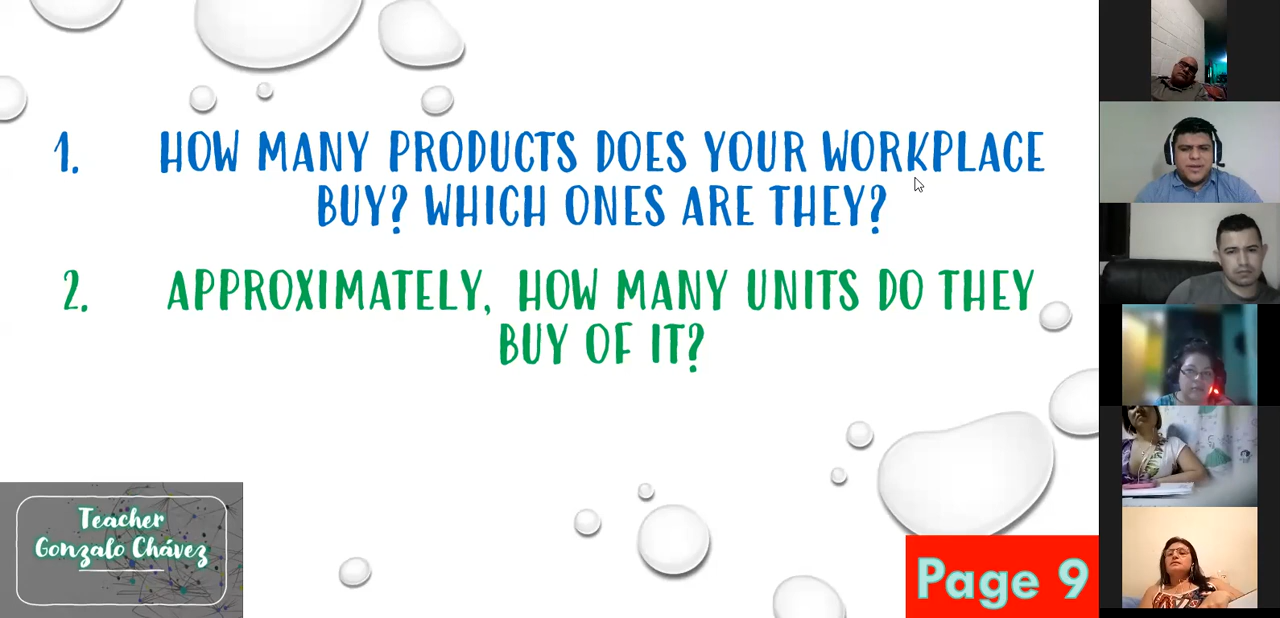 1. HOW MANY PRODUCTS DOES YOUR WORKPLACE
BUY? WHICH ONES ARE THEY?
2. APPROXIMATELY, HOW MANY UNITS DO THEY
BUY OF IT?
Teacher
Gonzalo Chávez
Page 9